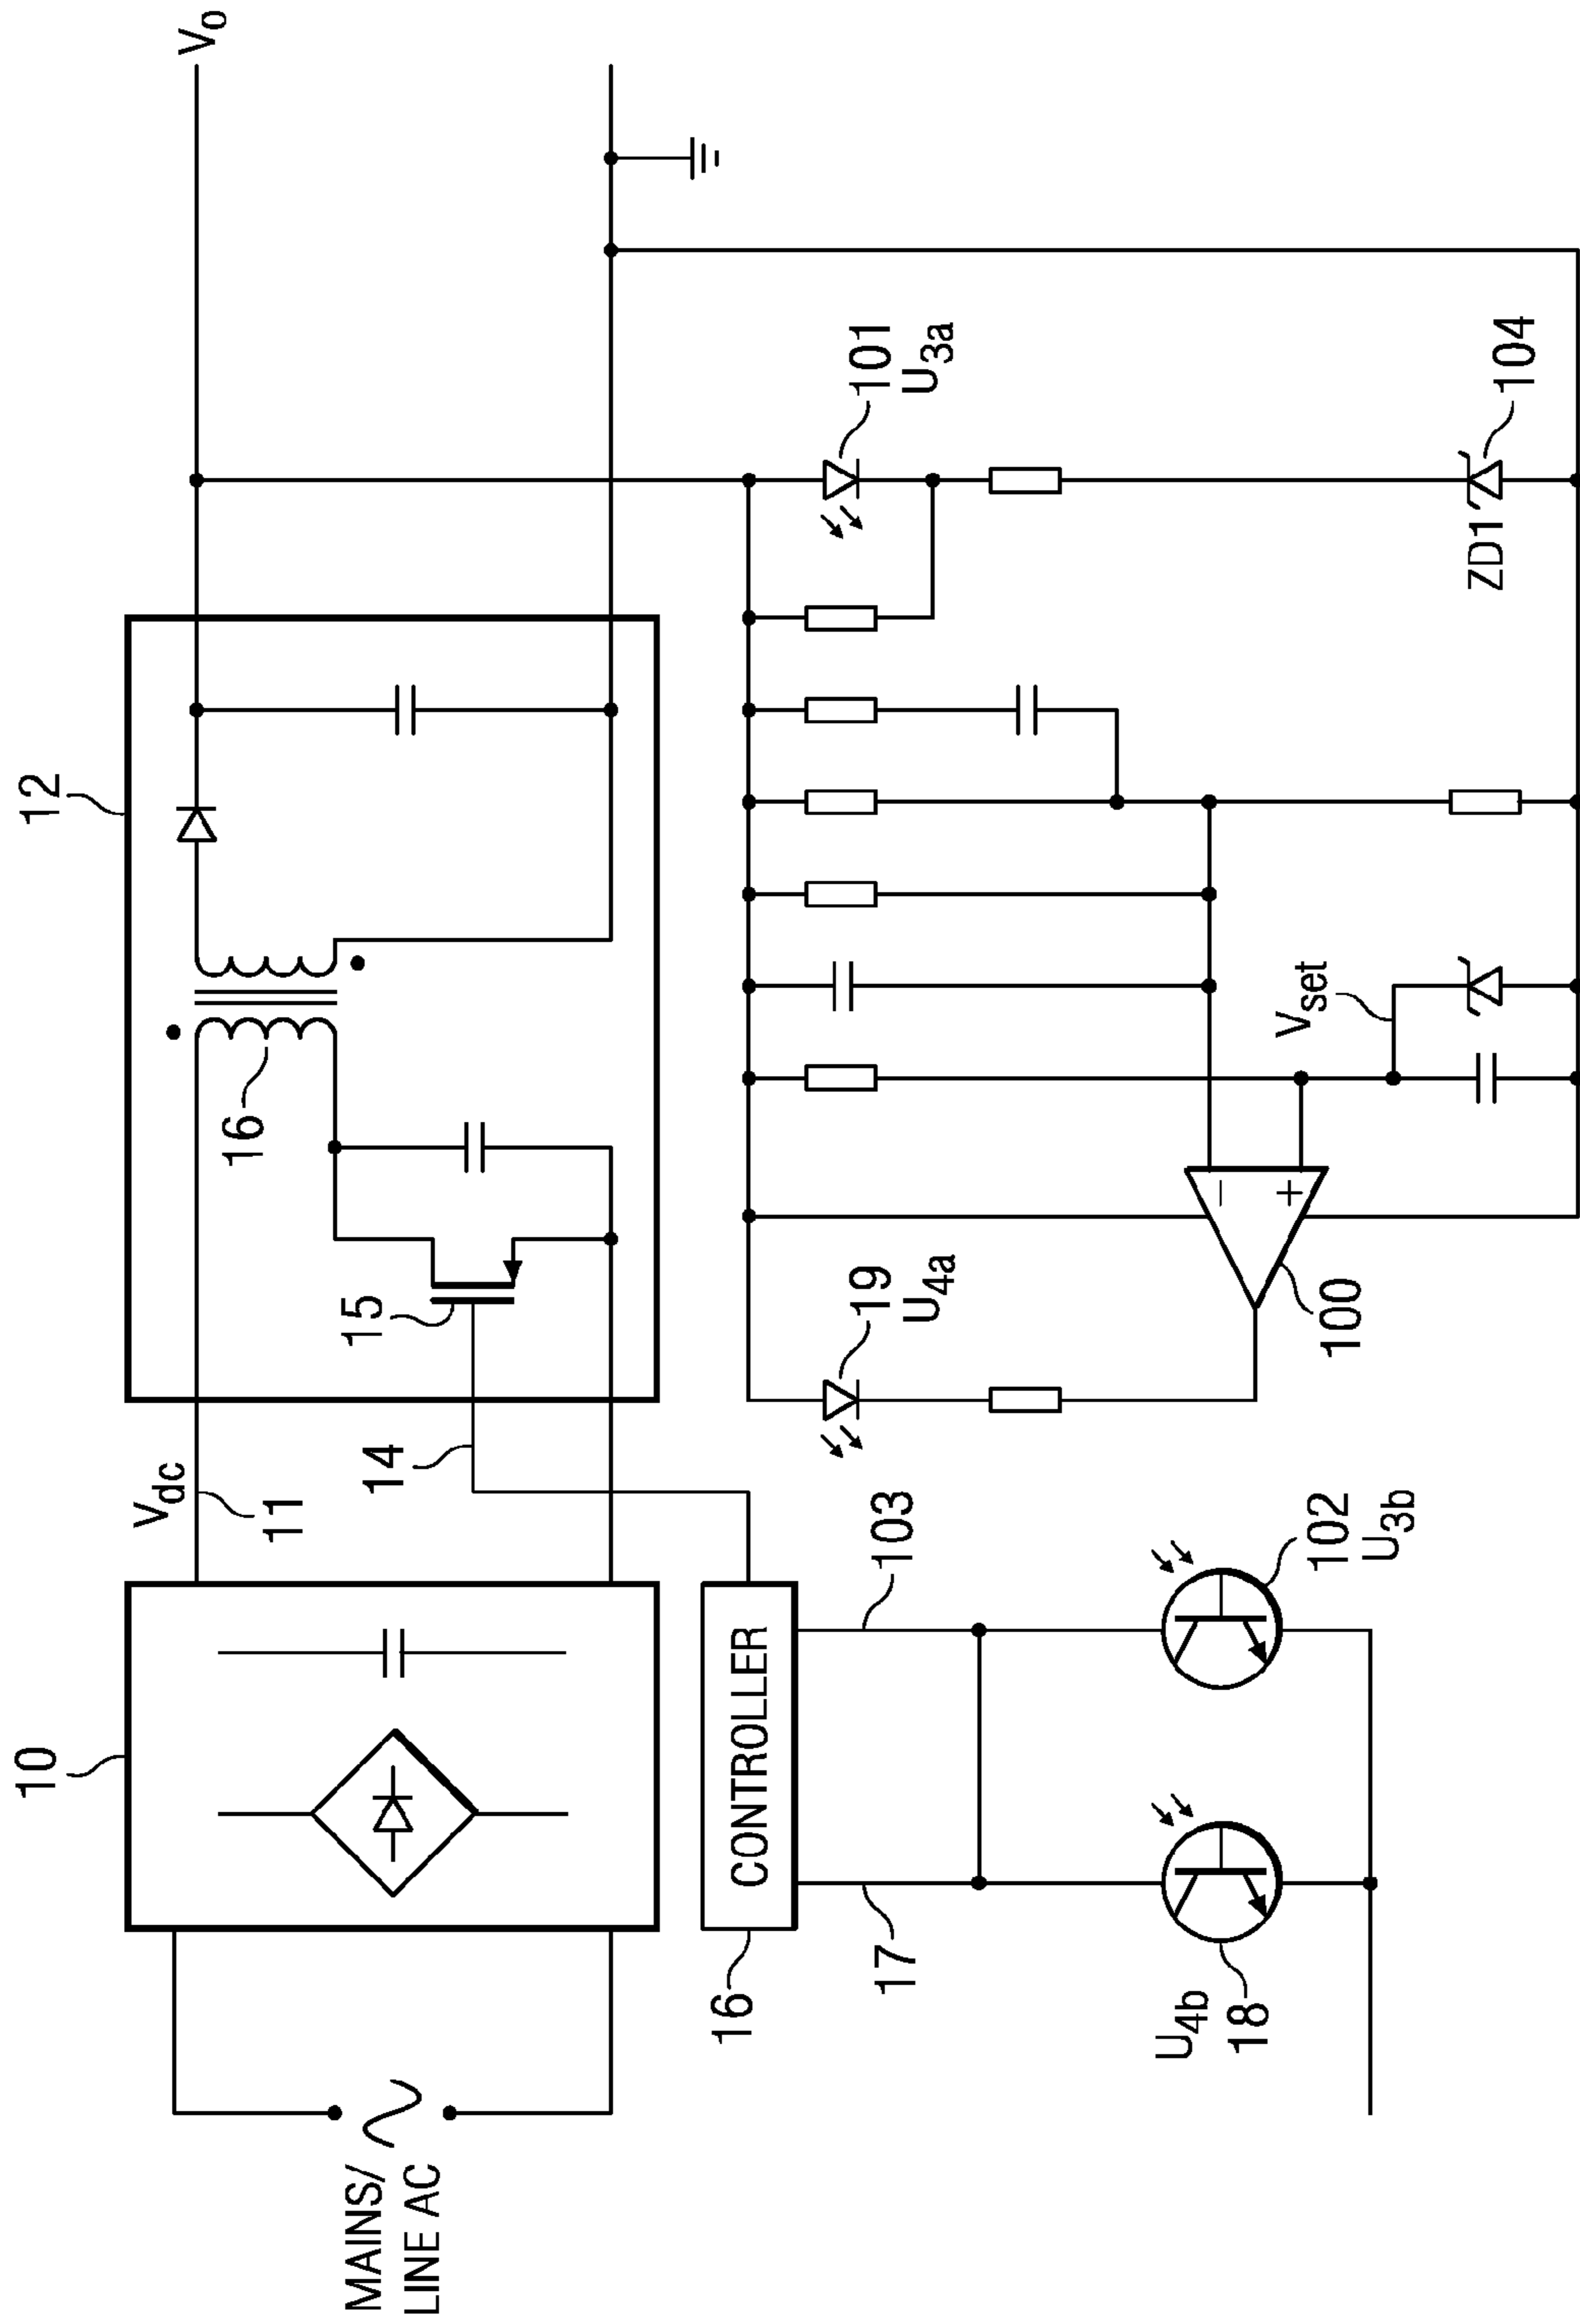 10
12
V₀
MAINS/
LINE AC
Vdc
11
14
15
16
16
CONTROLLER
17
103
U4b
18
102
U3b
19
U4a
100
Vset
101
U3a
ZD1
104
−
+